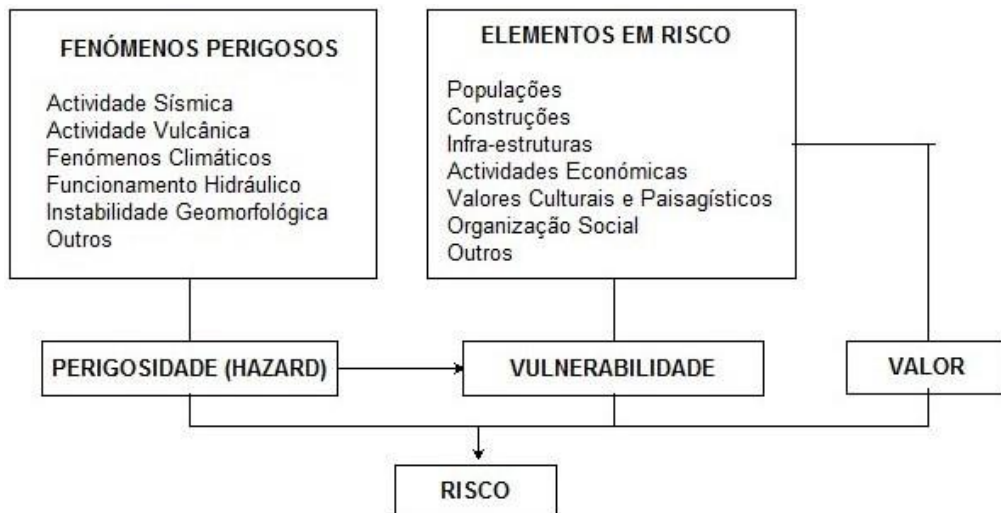 FENÓMENOS PERIGOSOS
Actividade Sísmica
Actividade Vulcânica
Fenómenos Climáticos
Funcionamento Hidráulico
Instabilidade Geomorfológica
Outros
ELEMENTOS EM RISCO
Populações
Construções
Infra-estruturas
Actividades Económicas
Valores Culturais e Paisagísticos
Organização Social
Outros
PERIGOSIDADE (HAZARD)
VULNERABILIDADE
VALOR
RISCO